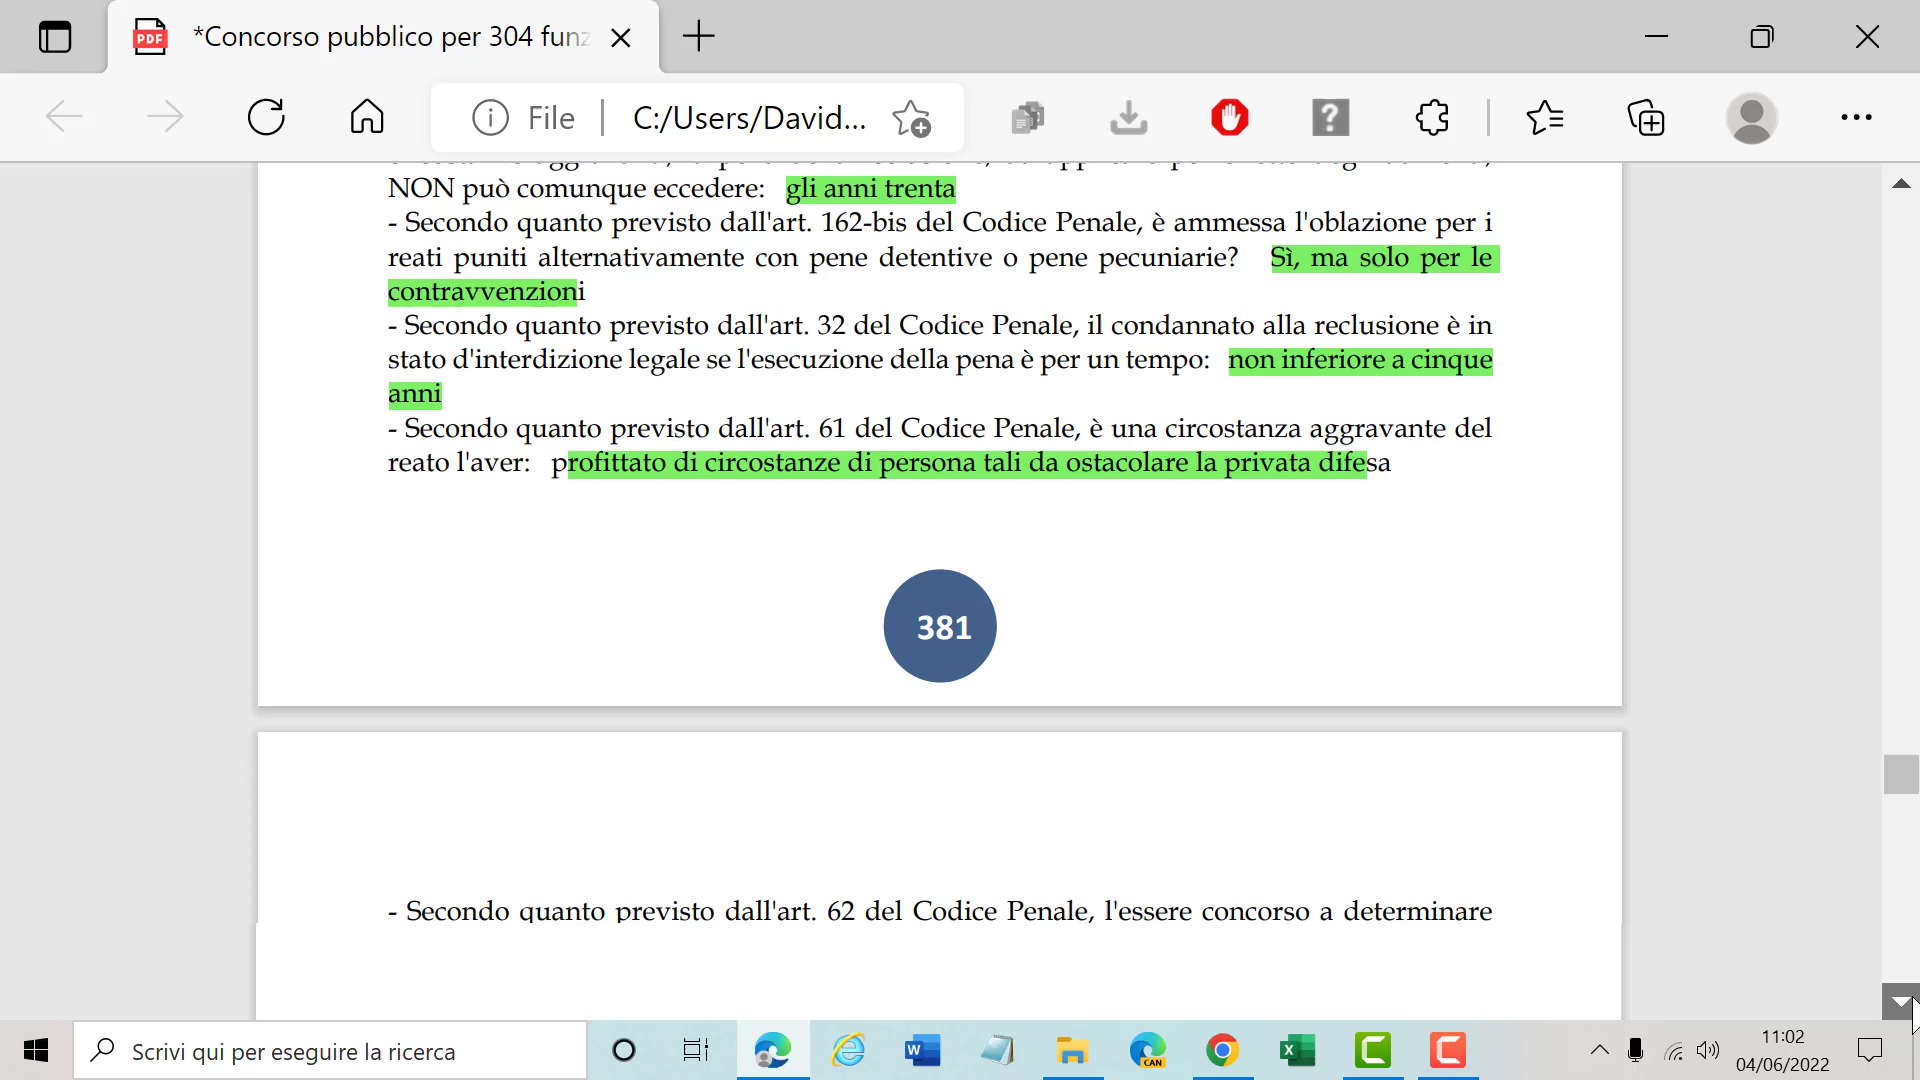 *Concorso pubblico per 304 funz
File
C:/Users/David...
NON può comunque eccedere: gli anni trenta
- Secondo quanto previsto dall'art. 162-bis del Codice Penale, è ammessa l'oblazione per i
reati puniti alternativamente con pene detentive o pene pecuniarie? Sì, ma solo per le
contravvenzioni
- Secondo quanto previsto dall'art. 32 del Codice Penale, il condannato alla reclusione è in
stato d'interdizione legale se l'esecuzione della pena è per un tempo: non inferiore a cinque
anni
- Secondo quanto previsto dall'art. 61 del Codice Penale, è una circostanza aggravante del
reato l'aver: profittato di circostanze di persona tali da ostacolare la privata difesa
381
- Secondo quanto previsto dall'art. 62 del Codice Penale, l'essere concorso a determinare
Scrivi qui per eseguire la ricerca
11:02
04/06/2022